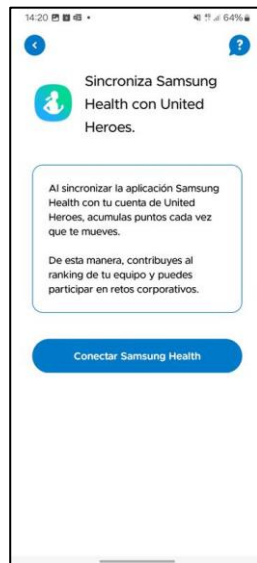 14:20
64%
?
Sincroniza Samsung
Health con United
Heroes.
Al sincronizar la aplicación Samsung
Health con tu cuenta de United
Heroes, acumulas puntos cada vez
que te mueves.
De esta manera, contribuyes al
ranking de tu equipo y puedes
participar en retos corporativos.
Conectar Samsung Health